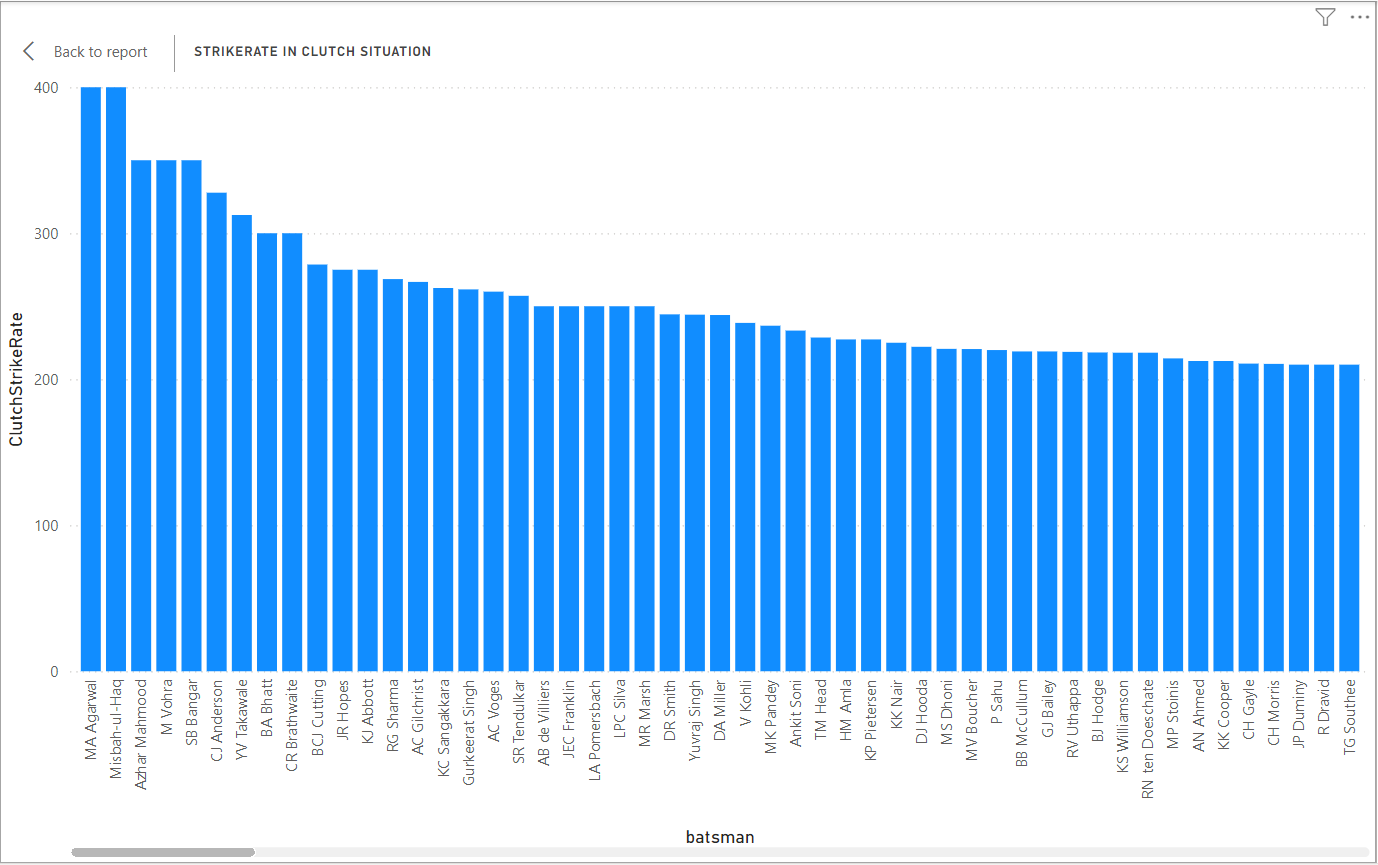 Back to report
STRIKERATE IN CLUTCH SITUATION
400
300
200
100
0
ClutchStrikeRate
MA Agarwal
Misbah-ul-Haq
Azhar Mahmood
M Vohra
SB Bangar
CJ Anderson
YV Takawale
BA Bhatt
CR Brathwaite
BCJ Cutting
JR Hopes
KJ Abbott
RG Sharma
AC Gilchrist
KC Sangakkara
Gurkeerat Singh
AC Voges
SR Tendulkar
AB de Villiers
JEC Franklin
LA Pomersbach
LPC Silva
MR Marsh
DR Smith
Yuvraj Singh
DA Miller
V Kohli
MK Pandey
Ankit Soni
TM Head
HM Amla
KP Pietersen
KK Nair
DJ Hooda
MS Dhoni
MV Boucher
P Sahu
BB McCullum
GJ Bailey
RV Uthappa
BJ Hodge
KS Williamson
RN ten Doeschate
MP Stoinis
AN Ahmed
KK Cooper
CH Gayle
CH Morris
JP Duminy
R Dravid
TG Southee
batsman